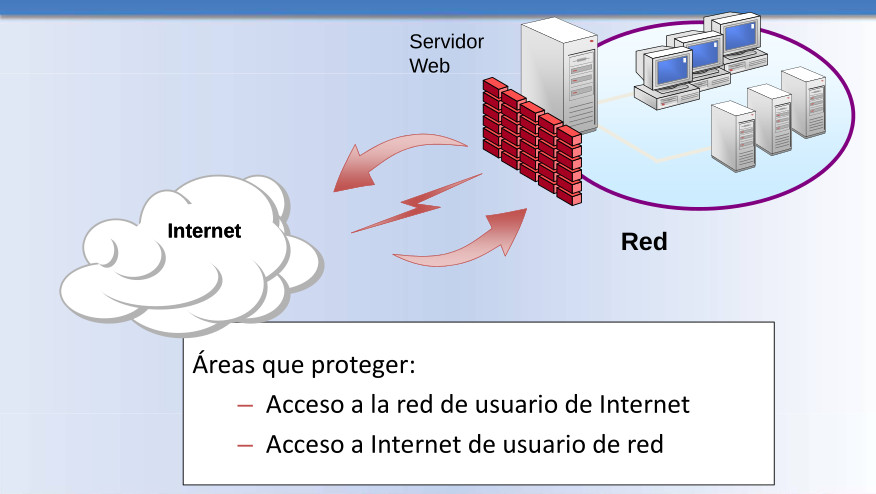 Servidor
Web
Internet
Red
Áreas que proteger:
– Acceso a la red de usuario de Internet
– Acceso a Internet de usuario de red